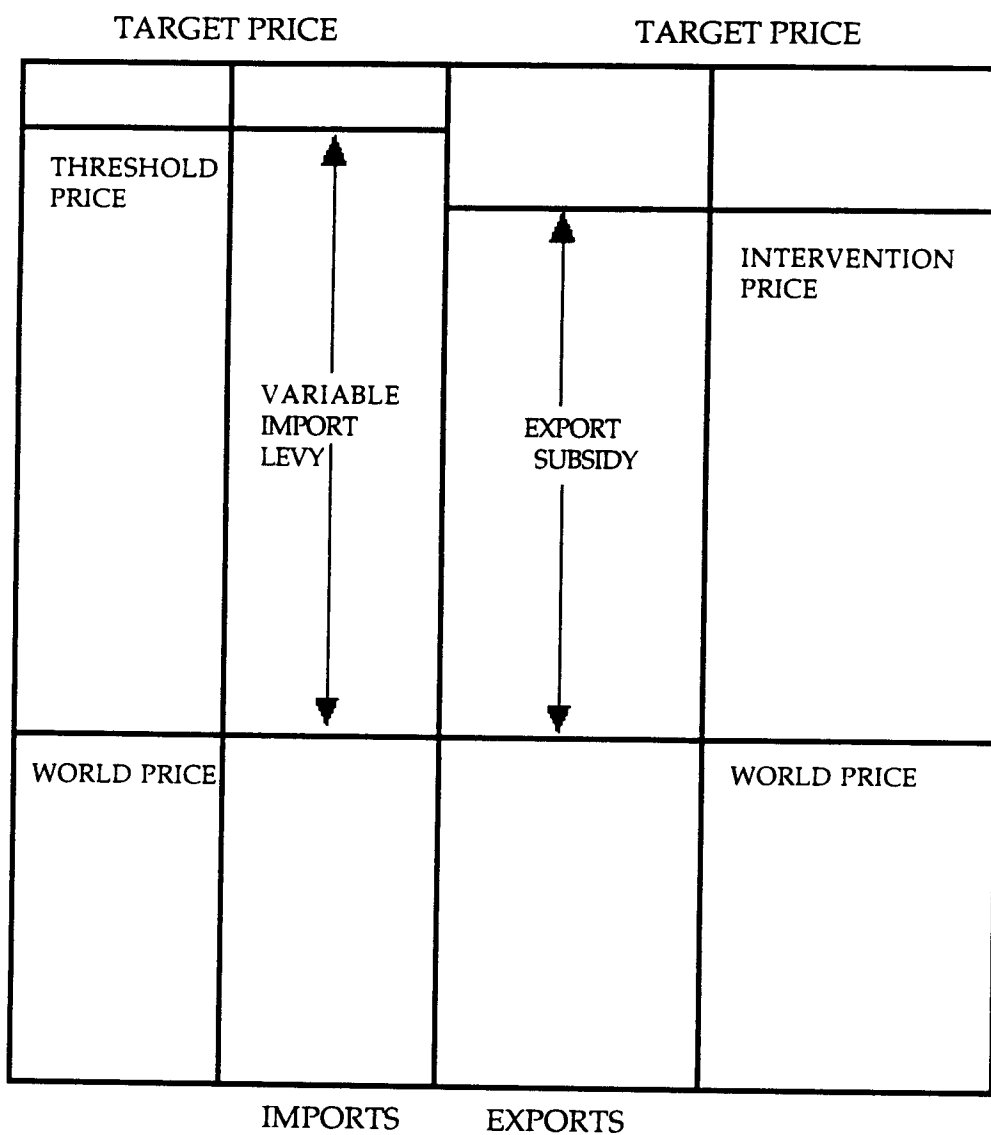 TARGET PRICE
TARGET PRICE
THRESHOLD
PRICE
INTERVENTION
PRICE
VARIABLE
IMPORT
LEVY
EXPORT
SUBSIDY
WORLD PRICE
WORLD PRICE
IMPORTS
EXPORTS